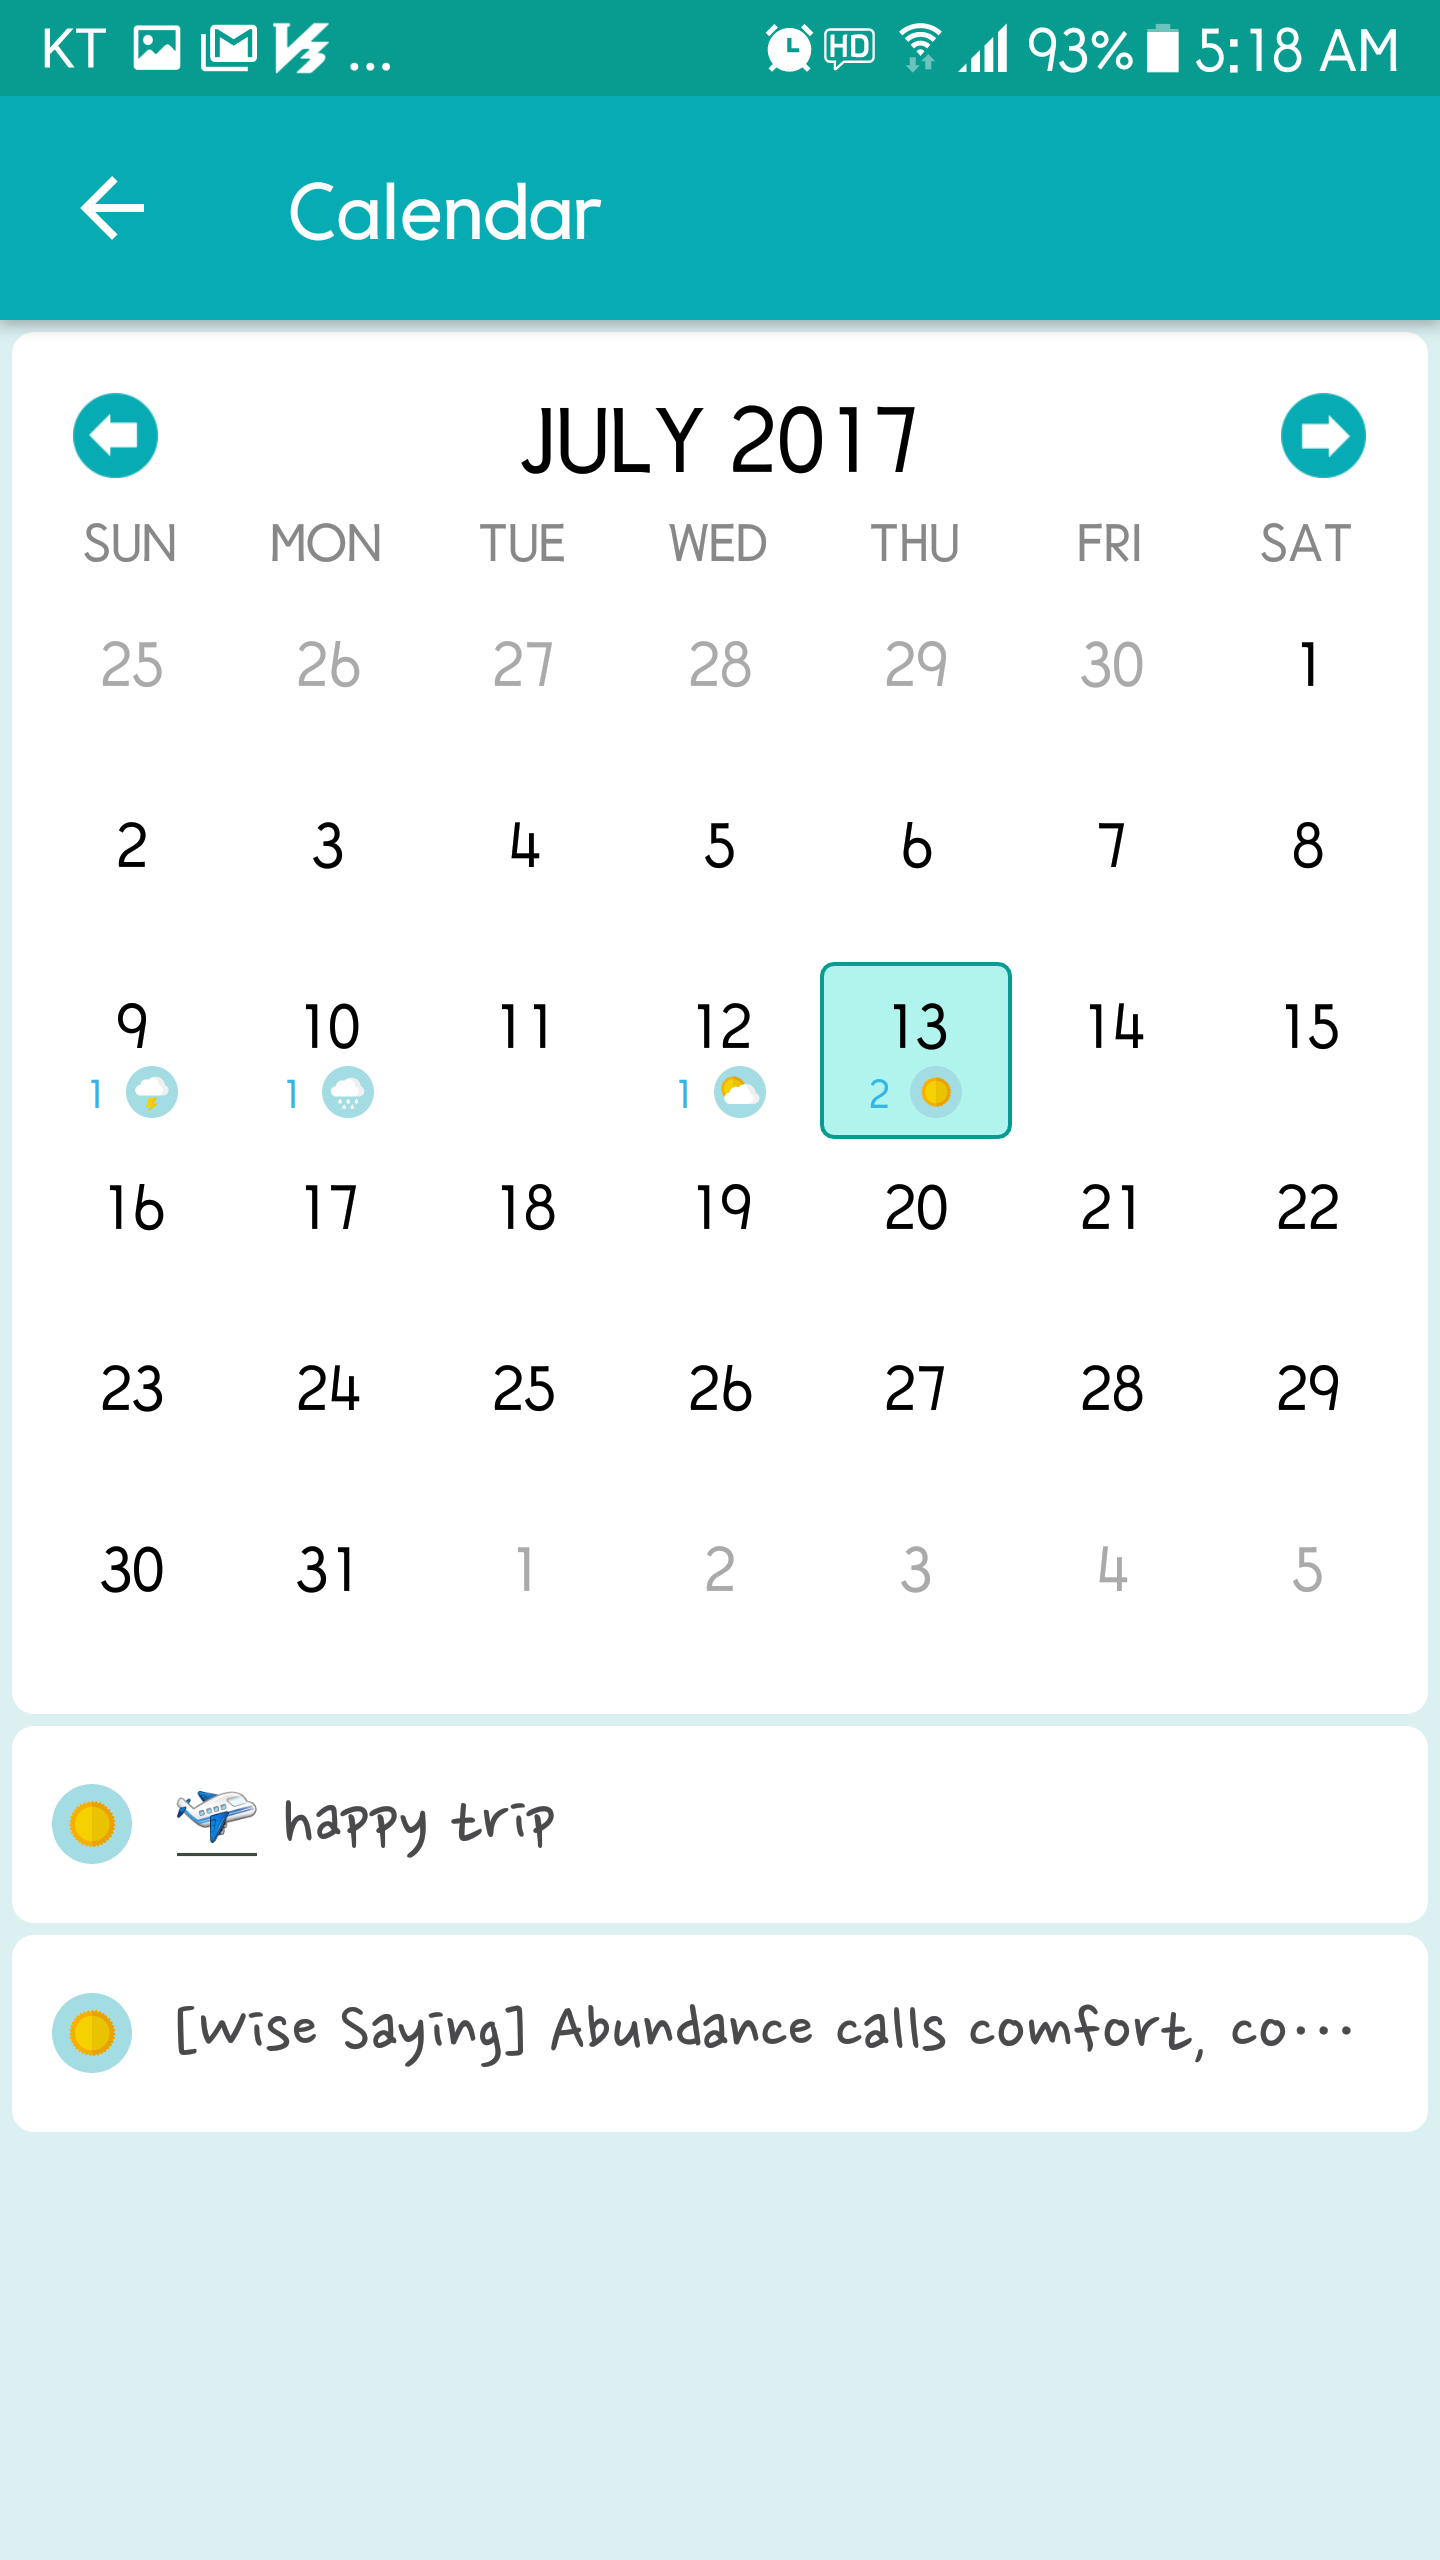 KT ... HD 93% 5:18 AM
Calendar
JULY 2017
SUN MON TUE WED THU FRI SAT
25 26 27 28 29 30 1
2 3 4 5 6 7 8
9 10 11 12 13 14 15
1 1 1 2
16 17 18 19 20 21 22
23 24 25 26 27 28 29
30 31 1 2 3 4 5
happy trip
[Wise Saying] Abundance calls comfort, co...